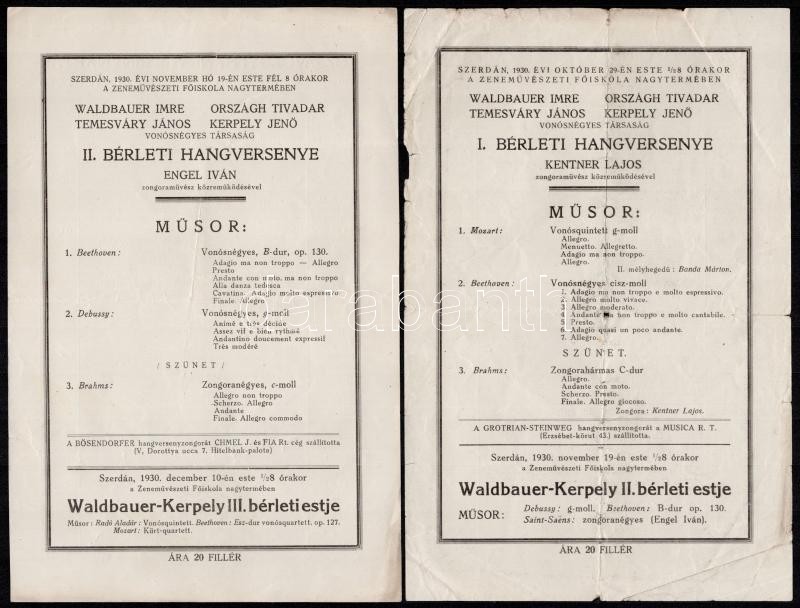 SZERDÁN, 1930. ÉVI NOVEMBER HÓ 19-ÉN ESTE FÉL 8 ÓRAKOR
A ZENEMŰVÉSZETI FŐISKOLA NAGYTERMÉBEN
WALDBAUER IMRE ORSZÁGH TIVADAR
TEMESVÁRY JÁNOS KERPELY JENŐ
VONÓSNÉGYES TÁRSASÁG
II. BÉRLETI HANGVERSENYE
ENGEL IVÁN
zongoraművész közreműködésével
MŰSOR:
1. Beethoven: Vonósnégyes, B-dur, op. 130.
Adagio ma non troppo — Allegro
Presto
Andante con moto, ma non troppo
Alla danza tedesca
Cavatina. Adagio molto espressivo
Finale. Allegro
2. Debussy: Vonósnégyes, g-moll
Animé e très décidé
Assez vif e bien rythmé
Andantino doucement expressif
Très modéré
/ SZÜNET /
3. Brahms: Zongoranégyes, c-moll
Allegro non troppo
Scherzo. Allegro
Andante
Finale. Allegro commodo
A BÖSENDORFER hangversenyzongorát CHMEL J. és FIA Rt. cég szállította
(V, Dorottya ucca 7. Hitelbank-palota)
Szerdán, 1930. december 10-én este 1/28 órakor
a Zeneművészeti Főiskola nagytermében
Waldbauer-Kerpely III. bérleti estje
Műsor: Radó Aladár: Vonósquintett. Beethoven: Esz-dur vonósquartett. op. 127.
Mozart: Kürt-quartett.
ÁRA 20 FILLÉR
SZERDÁN, 1930. ÉVI OKTÓBER 29-ÉN ESTE 1/28 ÓRAKOR
A ZENEMŰVÉSZETI FŐISKOLA NAGYTERMÉBEN
WALDBAUER IMRE ORSZÁGH TIVADAR
TEMESVÁRY JÁNOS KERPELY JENŐ
VONÓSNÉGYES TÁRSASÁG
I. BÉRLETI HANGVERSENYE
KENTNER LAJOS
zongoraművész közreműködésével
MŰSOR:
1. Mozart: Vonósquintett g-moll
Allegro.
Menuetto. Allegretto.
Adagio ma non troppo.
Allegro.
II. mélyhegedű: Banda Márton.
2. Beethoven: Vonósnégyes cisz-moll
1. Adagio ma non troppo e molto espressivo.
2. Allegro molto vivace.
3. Allegro moderato.
4. Andante ma non troppo e molto cantabile.
5. Presto.
6. Adagio quasi un poco andante.
7. Allegro.
SZÜNET.
3. Brahms: Zongorahármas C-dur
Allegro.
Andante con moto.
Scherzo. Presto.
Finale. Allegro giocoso.
Zongora: Kentner Lajos.
A GROTRIAN-STEINWEG hangversenyzongorát a MUSICA R. T.
(Erzsébet-körut 43.) szállította.
Szerdán, 1930. november 19-én este 1/28 órakor
a Zeneművészeti Főiskola nagytermében
Waldbauer-Kerpely II. bérleti estje
MŰSOR: Debussy: g-moll. Beethoven: B-dur op. 130.
Saint-Saëns: zongoranégyes (Engel Iván).
ÁRA 20 FILLÉR